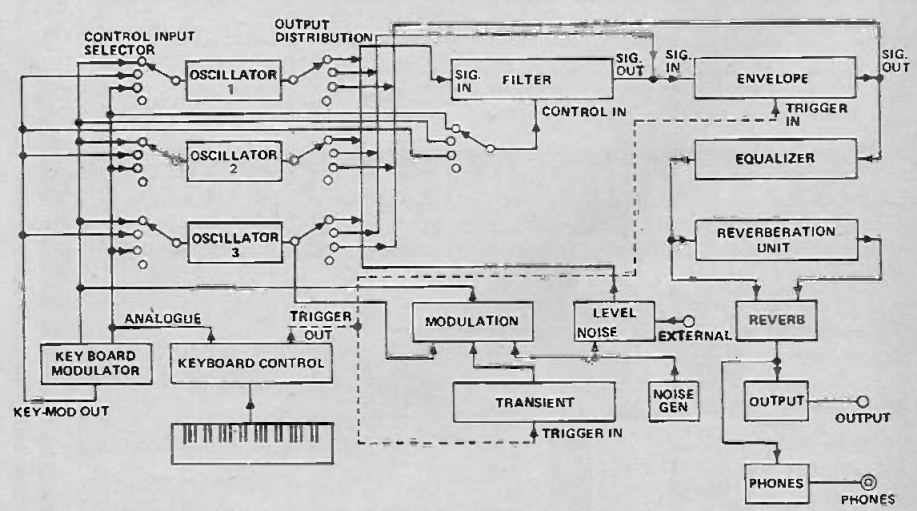 CONTROL INPUT
SELECTOR
OUTPUT
DISTRIBUTION
OSCILLATOR
1
SIG.
IN
FILTER
SIG.
OUT
SIG.
IN
ENVELOPE
SIG.
OUT
CONTROL IN
TRIGGER
IN
OSCILLATOR
2
EQUALIZER
OSCILLATOR
3
REVERBERATION
UNIT
ANALOGUE
TRIGGER
OUT
MODULATION
LEVEL
NOISE
EXTERNAL
REVERB
KEY BOARD
MODULATOR
KEYBOARD CONTROL
KEY-MOD OUT
TRANSIENT
NOISE
GEN
OUTPUT
OUTPUT
TRIGGER IN
PHONES
PHONES